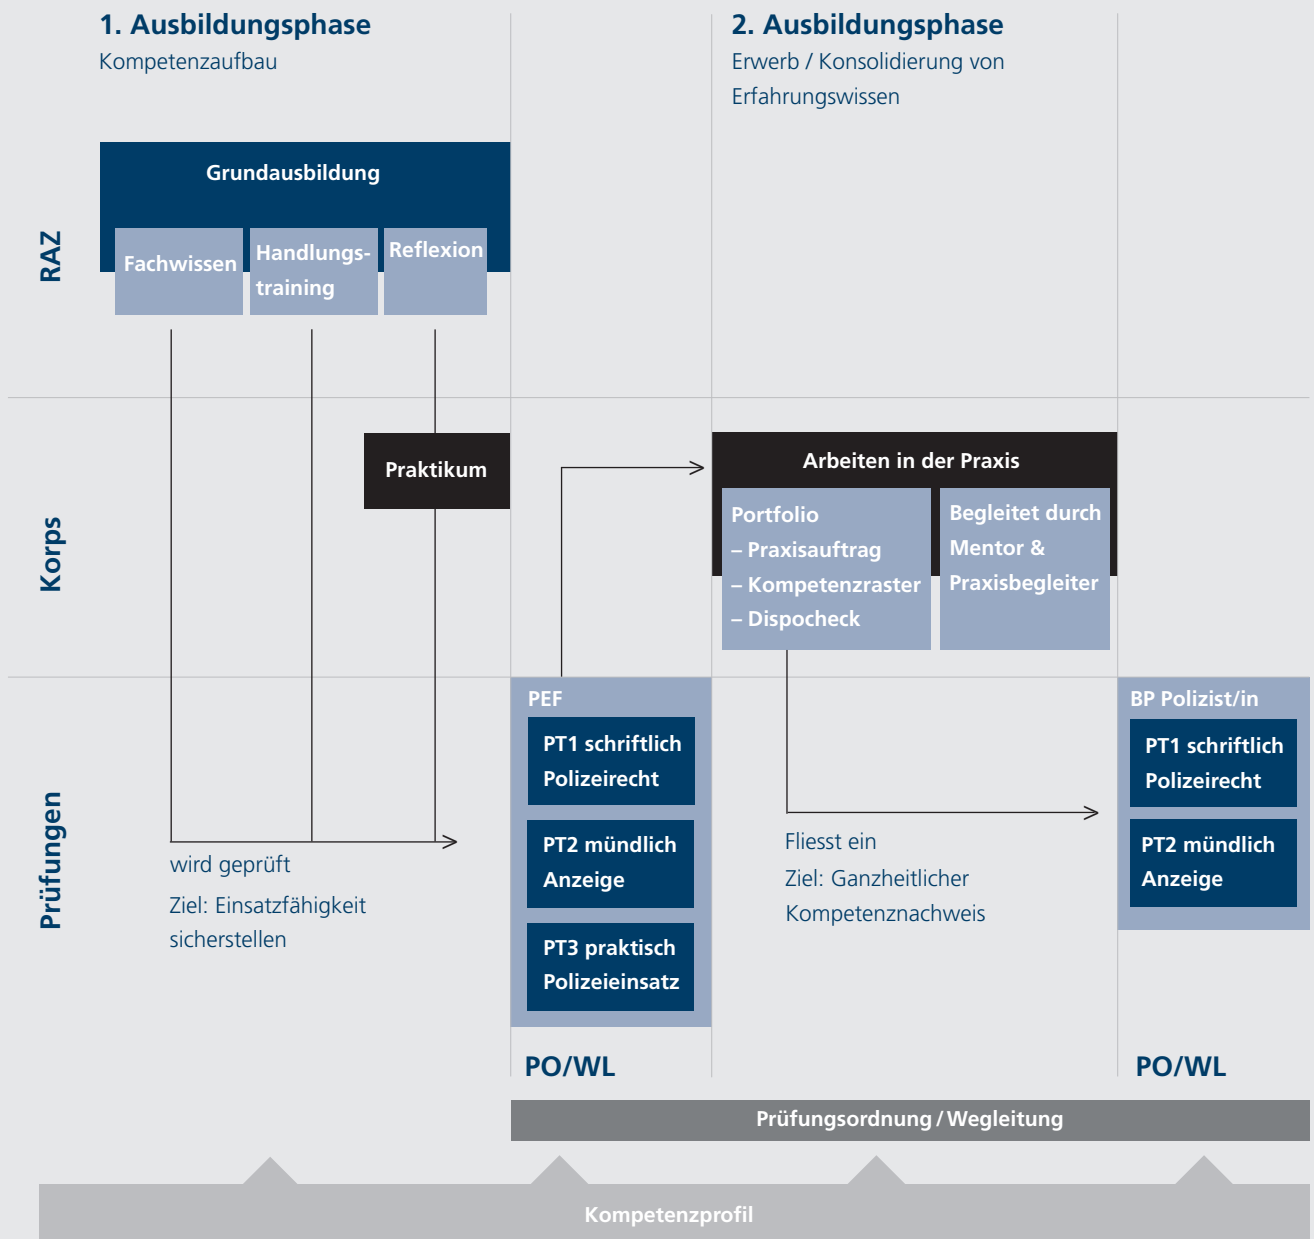 1. Ausbildungsphase
Kompetenzaufbau
2. Ausbildungsphase
Erwerb / Konsolidierung von
Erfahrungswissen
RAZ
Grundausbildung
Fachwissen
Handlungs-
training
Reflexion
Korps
Praktikum
Arbeiten in der Praxis
Portfolio
– Praxisauftrag
– Kompetenzraster
– Dispocheck
Begleitet durch
Mentor &
Praxisbegleiter
Prüfungen
wird geprüft
Ziel: Einsatzfähigkeit
sicherstellen
PEF
PT1 schriftlich
Polizeirecht
PT2 mündlich
Anzeige
PT3 praktisch
Polizeieinsatz
Fliesst ein
Ziel: Ganzheitlicher
Kompetenznachweis
BP Polizist/in
PT1 schriftlich
Polizeirecht
PT2 mündlich
Anzeige
PO/WL
PO/WL
Prüfungsordnung / Wegleitung
Kompetenzprofil